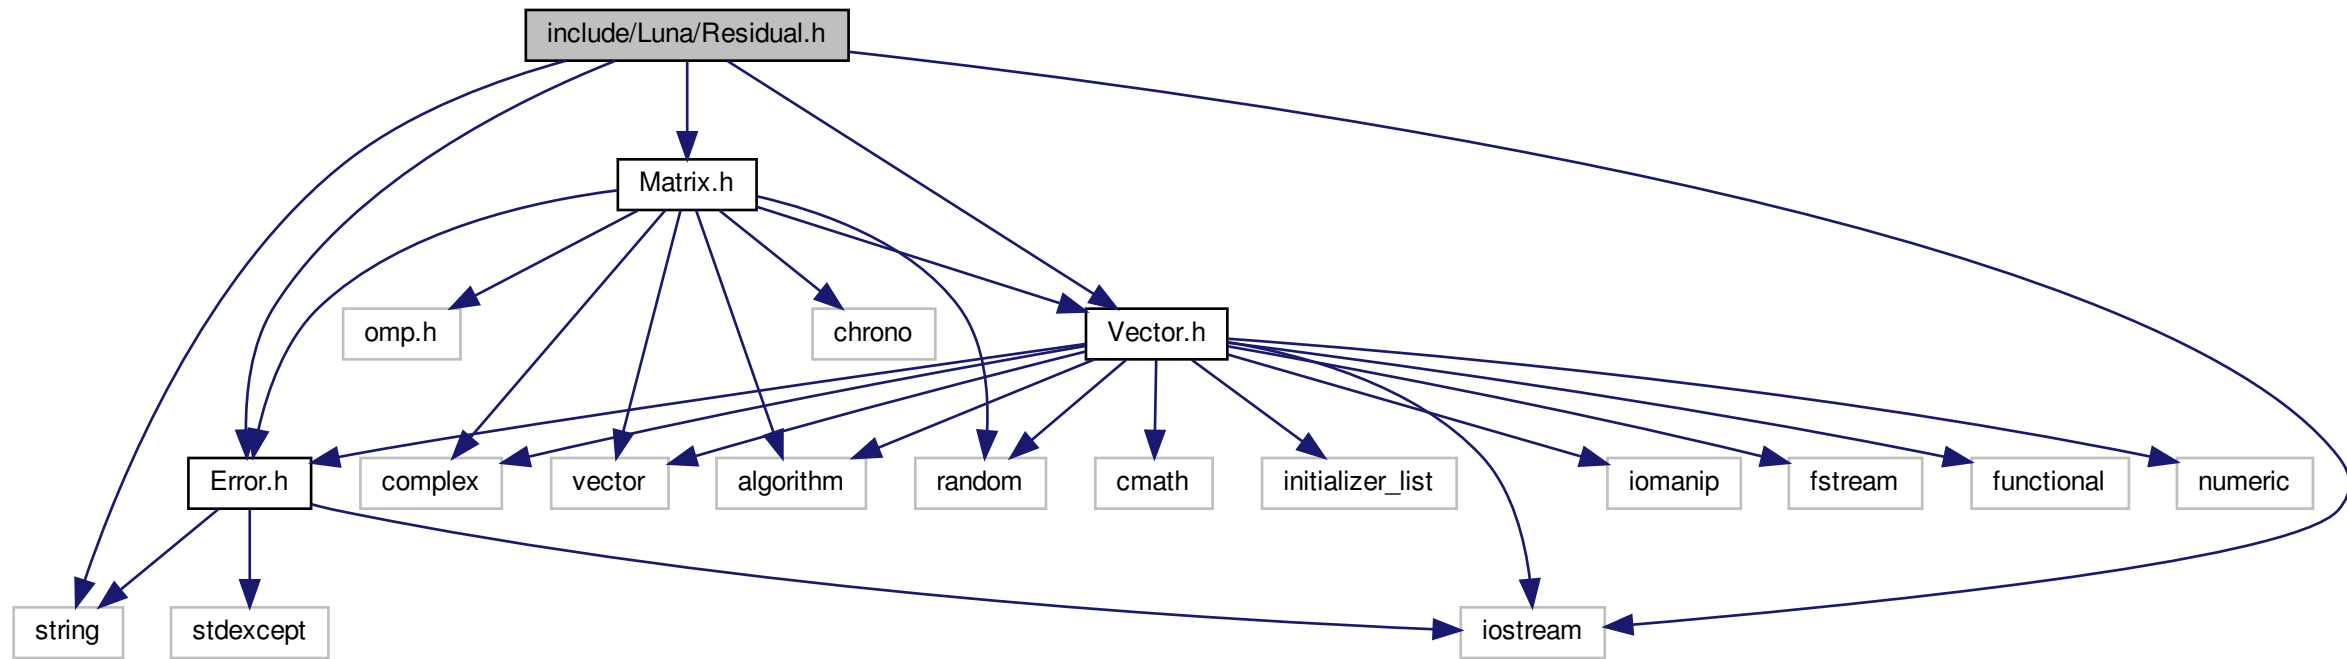 include/Luna/Residual.h
Matrix.h
omp.h
chrono
Vector.h
Error.h
complex
vector
algorithm
random
cmath
initializer_list
iomanip
fstream
functional
numeric
string
stdexcept
iostream